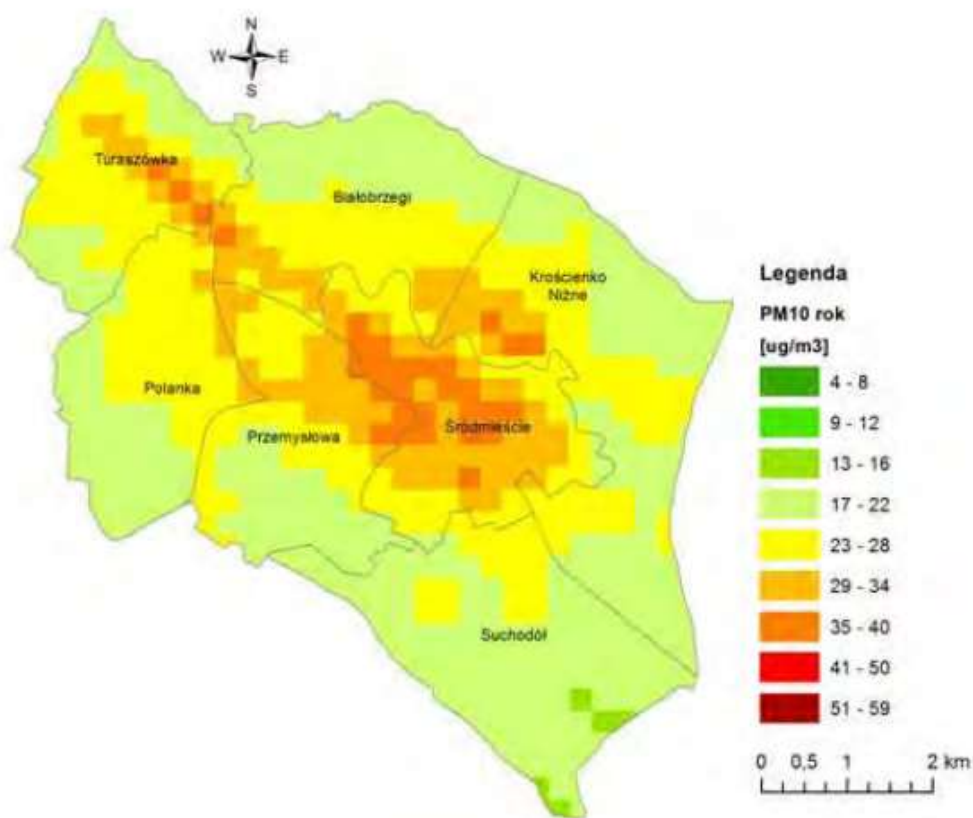 N
W E
S
Turaszówka
Białobrzegi
Krościenko
Niżne
Polanka
Przemysłowa
Śródmieście
Suchodół
Legenda
PM10 rok
[ug/m3]
4 - 8
9 - 12
13 - 16
17 - 22
23 - 28
29 - 34
35 - 40
41 - 50
51 - 59
0 0,5 1 2 km